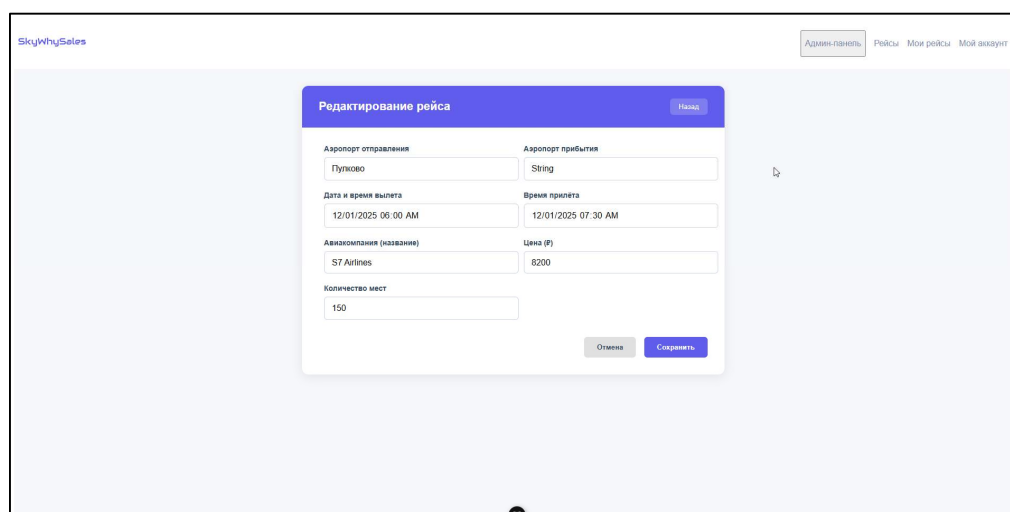 SkyWhySales
Админ-панель Рейсы Мои рейсы Мой аккаунт
Редактирование рейса Назад
Аэропорт отправления Аэропорт прибытия
Пулково String
Дата и время вылета Время прилёта
12/01/2025 06:00 AM 12/01/2025 07:30 AM
Авиакомпания (название) Цена (₽)
S7 Airlines 8200
Количество мест
150
Отмена Сохранить